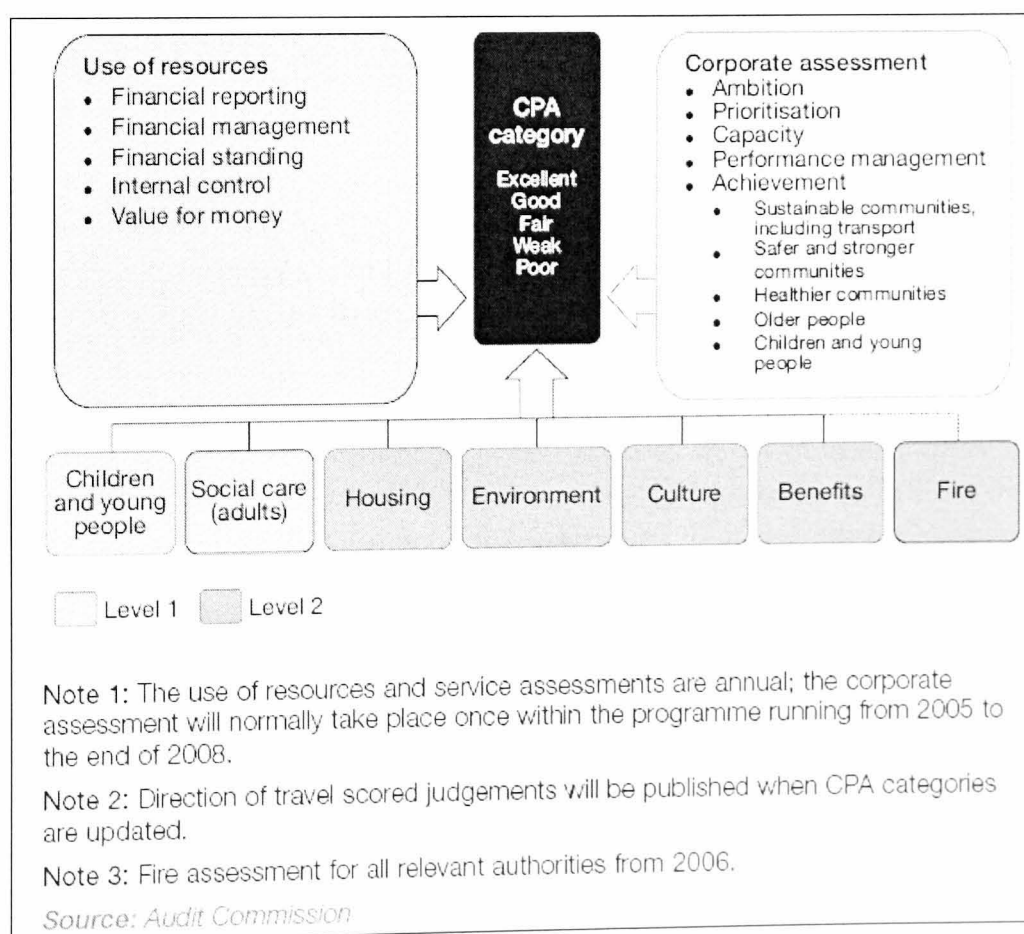 Use of resources
• Financial reporting
• Financial management
• Financial standing
• Internal control
• Value for money
CPA
category
Excellent
Good
Fair
Weak
Poor
Corporate assessment
• Ambition
• Prioritisation
• Capacity
• Performance management
• Achievement
• Sustainable communities,
including transport
• Safer and stronger
communities
• Healthier communities
• Older people
• Children and young
people
Children
and young
people
Social care
(adults)
Housing
Environment
Culture
Benefits
Fire
Level 1
Level 2
Note 1: The use of resources and service assessments are annual; the corporate
assessment will normally take place once within the programme running from 2005 to
the end of 2008.
Note 2: Direction of travel scored judgements will be published when CPA categories
are updated.
Note 3: Fire assessment for all relevant authorities from 2006.
Source: Audit Commission